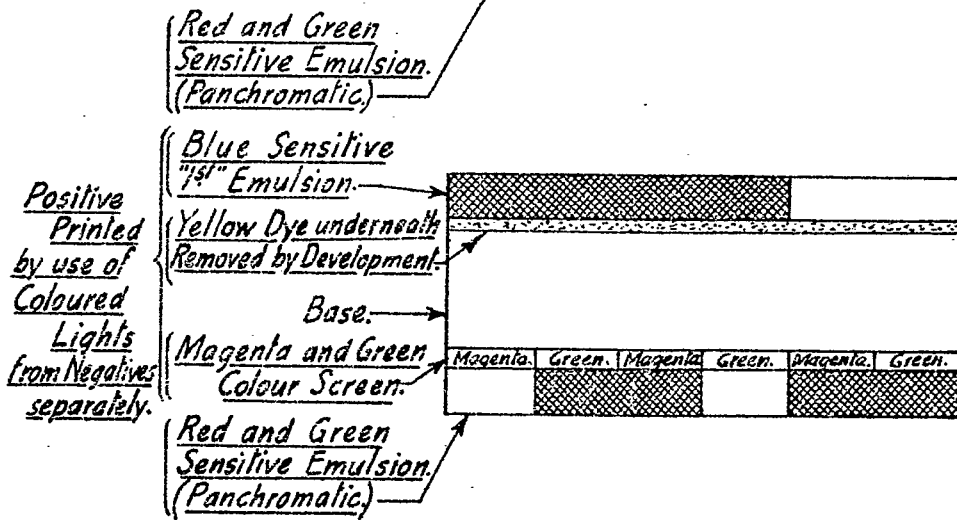 Red and Green
Sensitive Emulsion.
(Panchromatic.)
Blue Sensitive
"1st" Emulsion.
Yellow Dye underneath
Removed by Development.
Positive
Printed
by use of
Coloured
Lights
from Negatives
separately.
Base.
Magenta and Green
Colour Screen.
Magenta. Green. Magenta Green. Magenta. Green.
Red and Green
Sensitive Emulsion.
(Panchromatic.)